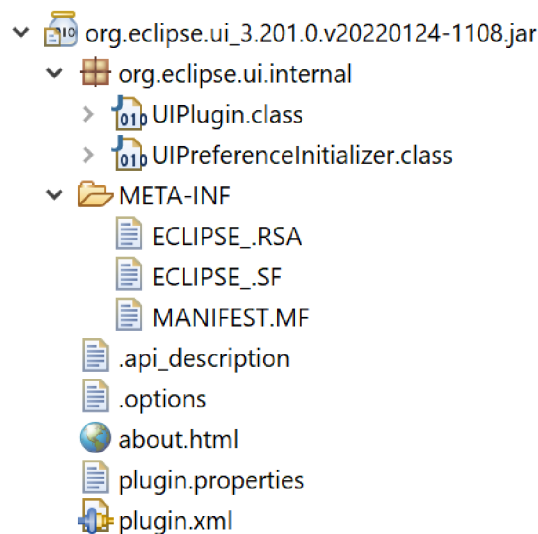 org.eclipse.ui_3.201.0.v20220124-1108.jar
org.eclipse.ui.internal
UIPlugin.class
UIPreferenceInitializer.class
META-INF
ECLIPSE_.RSA
ECLIPSE_.SF
MANIFEST.MF
.api_description
.options
about.html
plugin.properties
plugin.xml